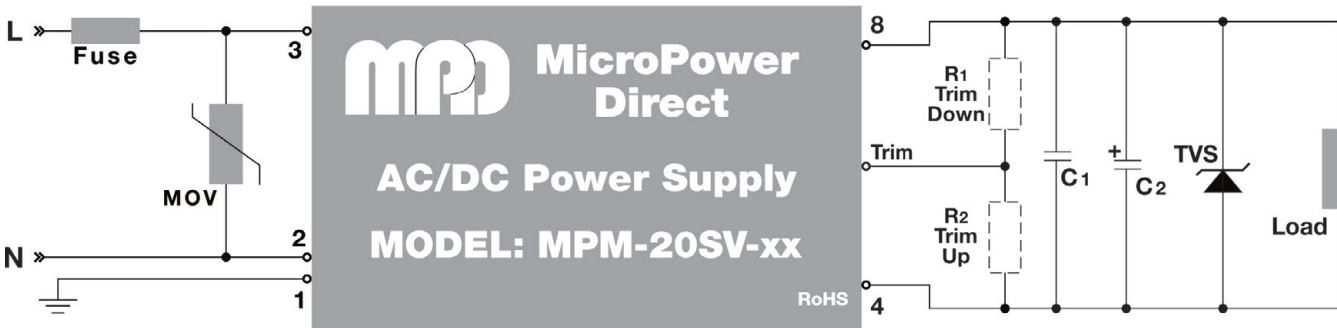 L
Fuse
MOV
N
3
2
1
MPD
MicroPower
Direct
AC/DC Power Supply
MODEL: MPM-20SV-xx
RoHS
8
Trim
4
R1
Trim
Down
R2
Trim
Up
C1
+
C2
TVS
Load